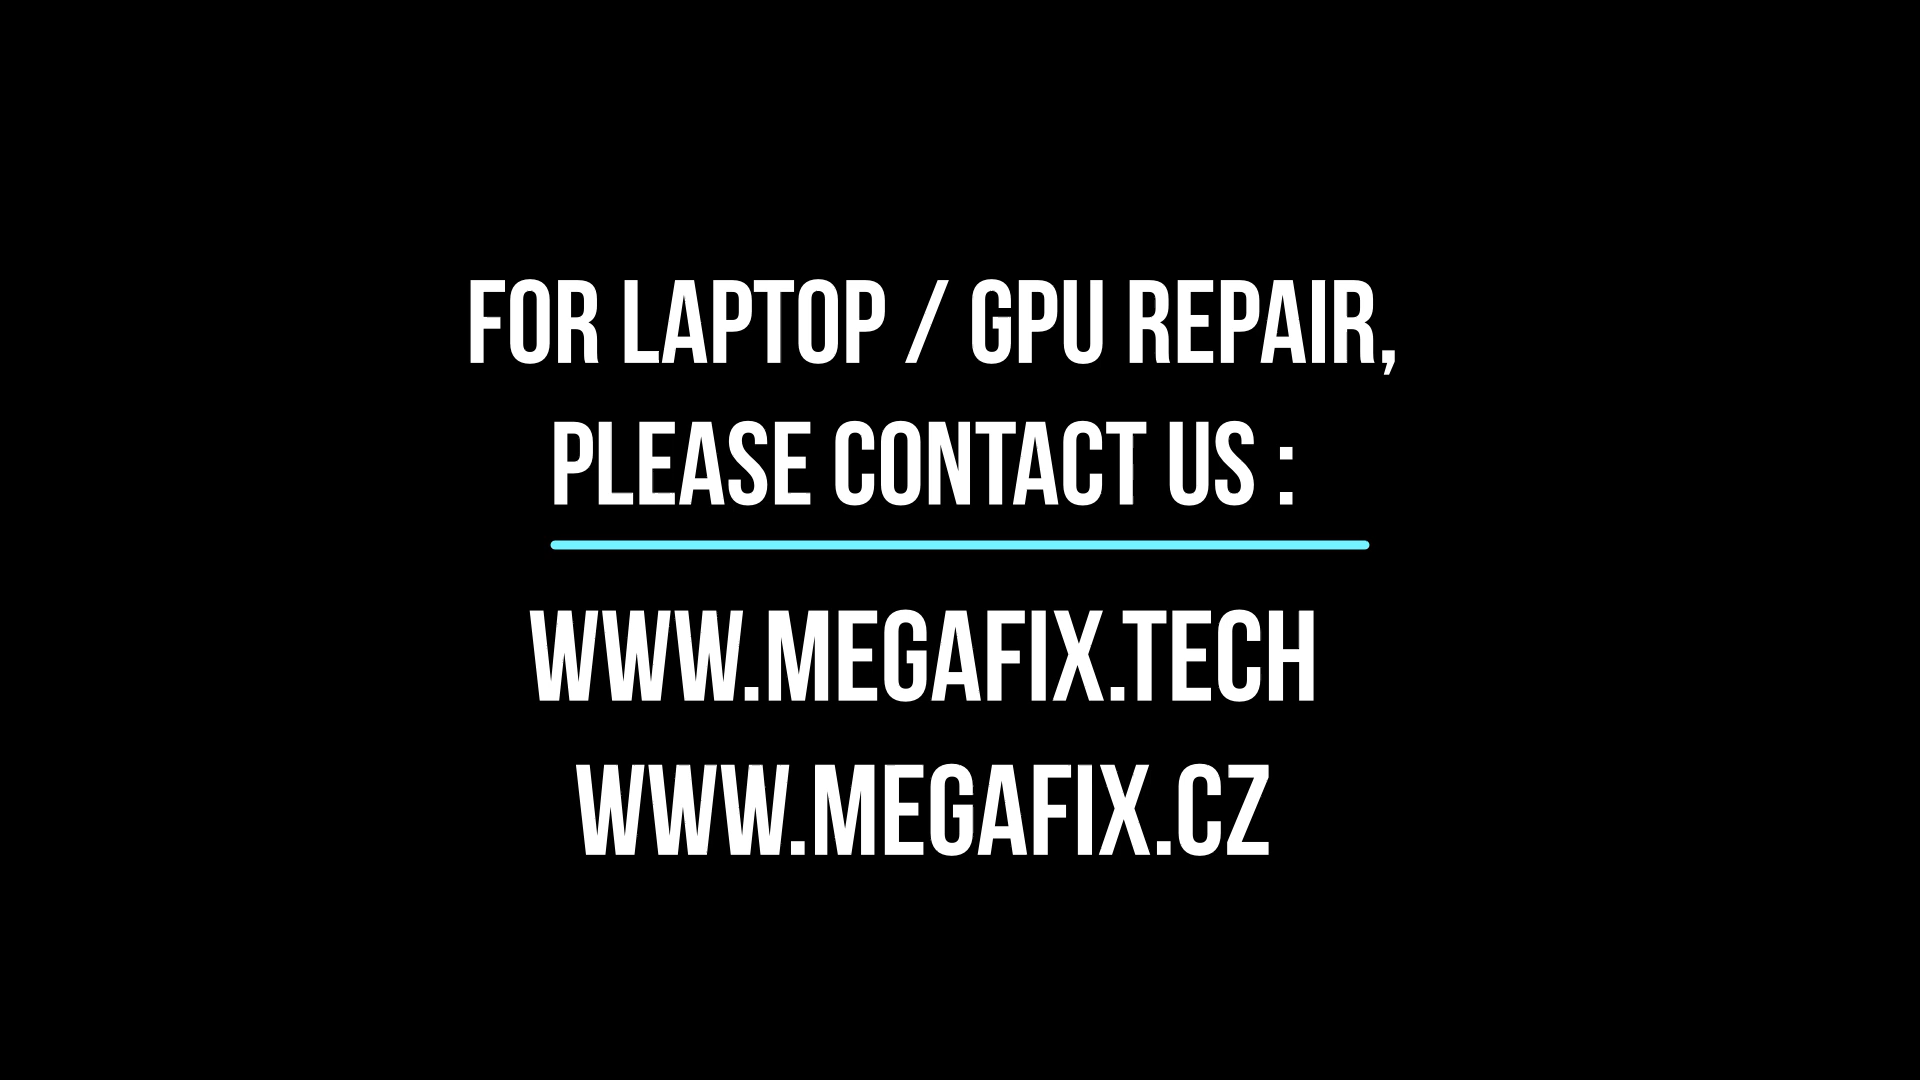 FOR LAPTOP / GPU REPAIR,
PLEASE CONTACT US :
WWW.MEGAFIX.TECH
WWW.MEGAFIX.CZ